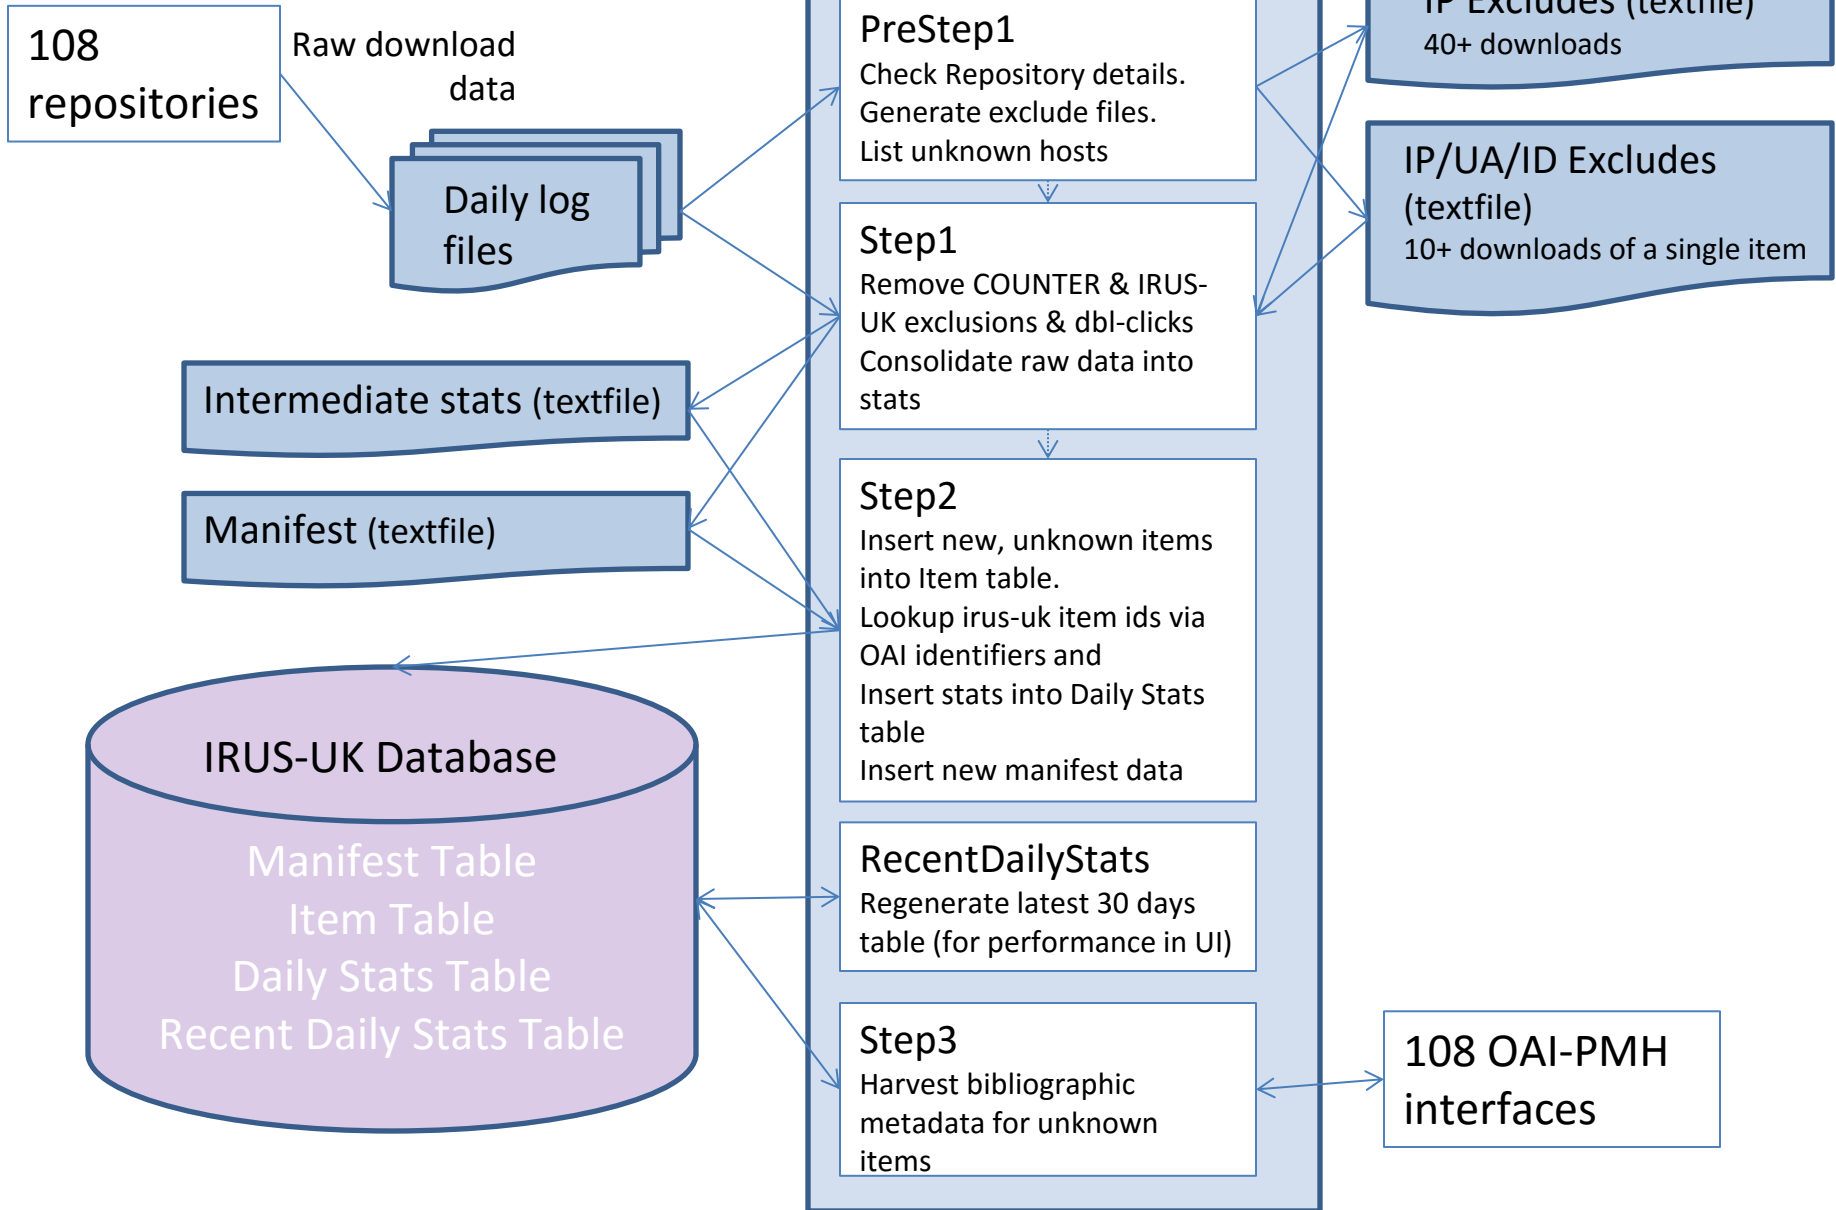 108
repositories
Raw download
data
Daily log
files
PreStep1
Check Repository details.
Generate exclude files.
List unknown hosts
IP Excludes (textfile)
40+ downloads
IP/UA/ID Excludes
(textfile)
10+ downloads of a single item
Step1
Remove COUNTER & IRUS-
UK exclusions & dbl-clicks
Consolidate raw data into
stats
Intermediate stats (textfile)
Manifest (textfile)
Step2
Insert new, unknown items
into Item table.
Lookup irus-uk item ids via
OAI identifiers and
Insert stats into Daily Stats
table
Insert new manifest data
IRUS-UK Database
Manifest Table
Item Table
Daily Stats Table
Recent Daily Stats Table
RecentDailyStats
Regenerate latest 30 days
table (for performance in UI)
Step3
Harvest bibliographic
metadata for unknown
items
108 OAI-PMH
interfaces